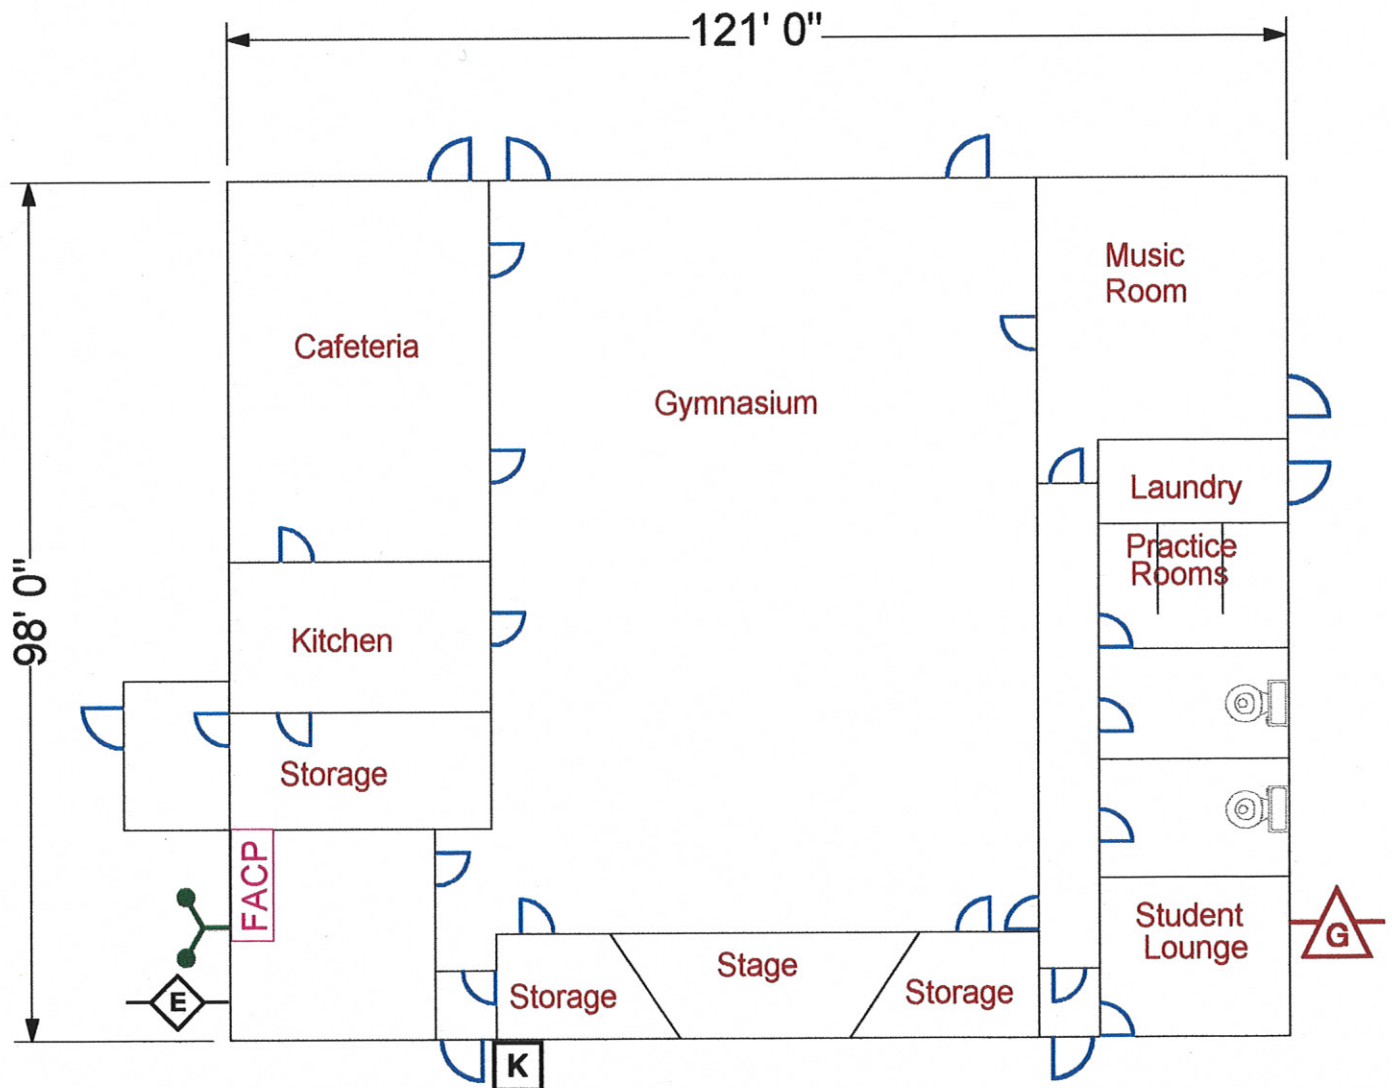 121' 0"
98' 0"
Music
Room
Cafeteria
Gymnasium
Laundry
Practice
Rooms
Kitchen
Storage
FACP
Student
Lounge
G
Stage
Storage
Storage
E
K